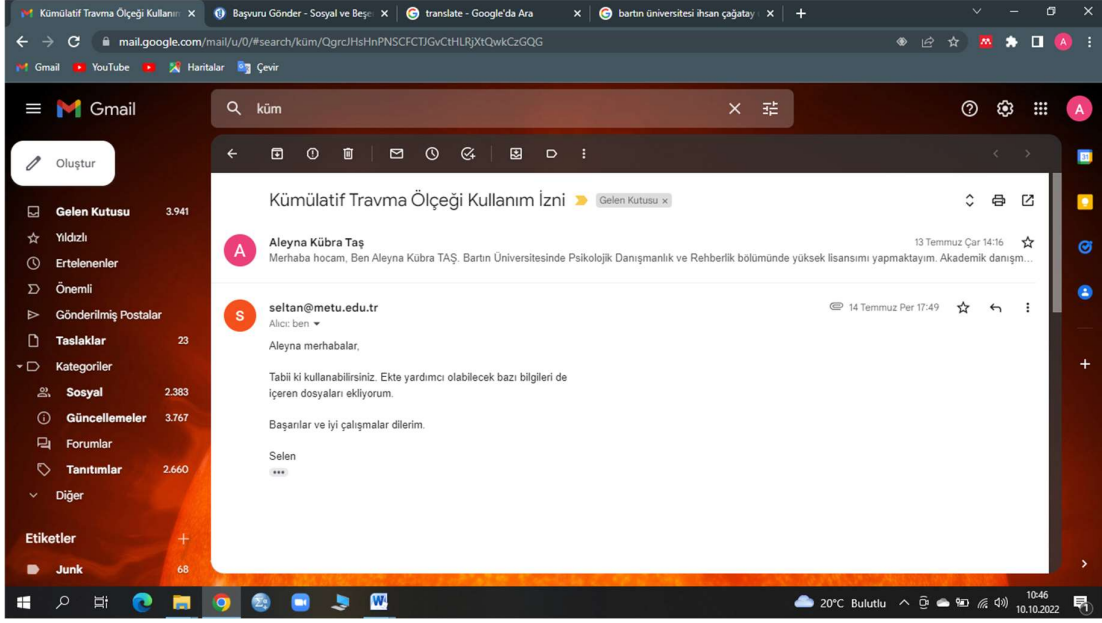 Kümülatif Travma Ölçeği Kullanım
Başvuru Gönder - Sosyal ve Beşe
translate - Google'da Ara
bartın üniversitesi ihsan çağatay
mail.google.com/mail/u/0/#search/küm/QgrcJHsHnPNSCFCTJGvCtHLRjXtQwkCzGQG
Gmail YouTube Haritalar Çevir
Gmail
küm
Oluştur
Gelen Kutusu 3.941
Yıldızlı
Ertelenenler
Önemli
Gönderilmiş Postalar
Taslaklar 23
Kategoriler
Sosyal 2.383
Güncellemeler 3.767
Forumlar
Tanıtımlar 2.660
Diğer
Etiketler
Junk 68
Kümülatif Travma Ölçeği Kullanım İzni Gelen Kutusu ×
Aleyna Kübra Taş 13 Temmuz Çar 14:16
Merhaba hocam, Ben Aleyna Kübra TAŞ. Bartın Üniversitesinde Psikolojik Danışmanlık ve Rehberlik bölümünde yüksek lisansımı yapmaktayım. Akademik danışm...
seltan@metu.edu.tr 14 Temmuz Per 17:49
Alıcı: ben
Aleyna merhabalar,
Tabii ki kullanabilirsiniz. Ekte yardımcı olabilecek bazı bilgileri de
içeren dosyaları ekliyorum.
Başarılar ve iyi çalışmalar dilerim.
Selen
20°C Bulutlu
10:46
10.10.2022